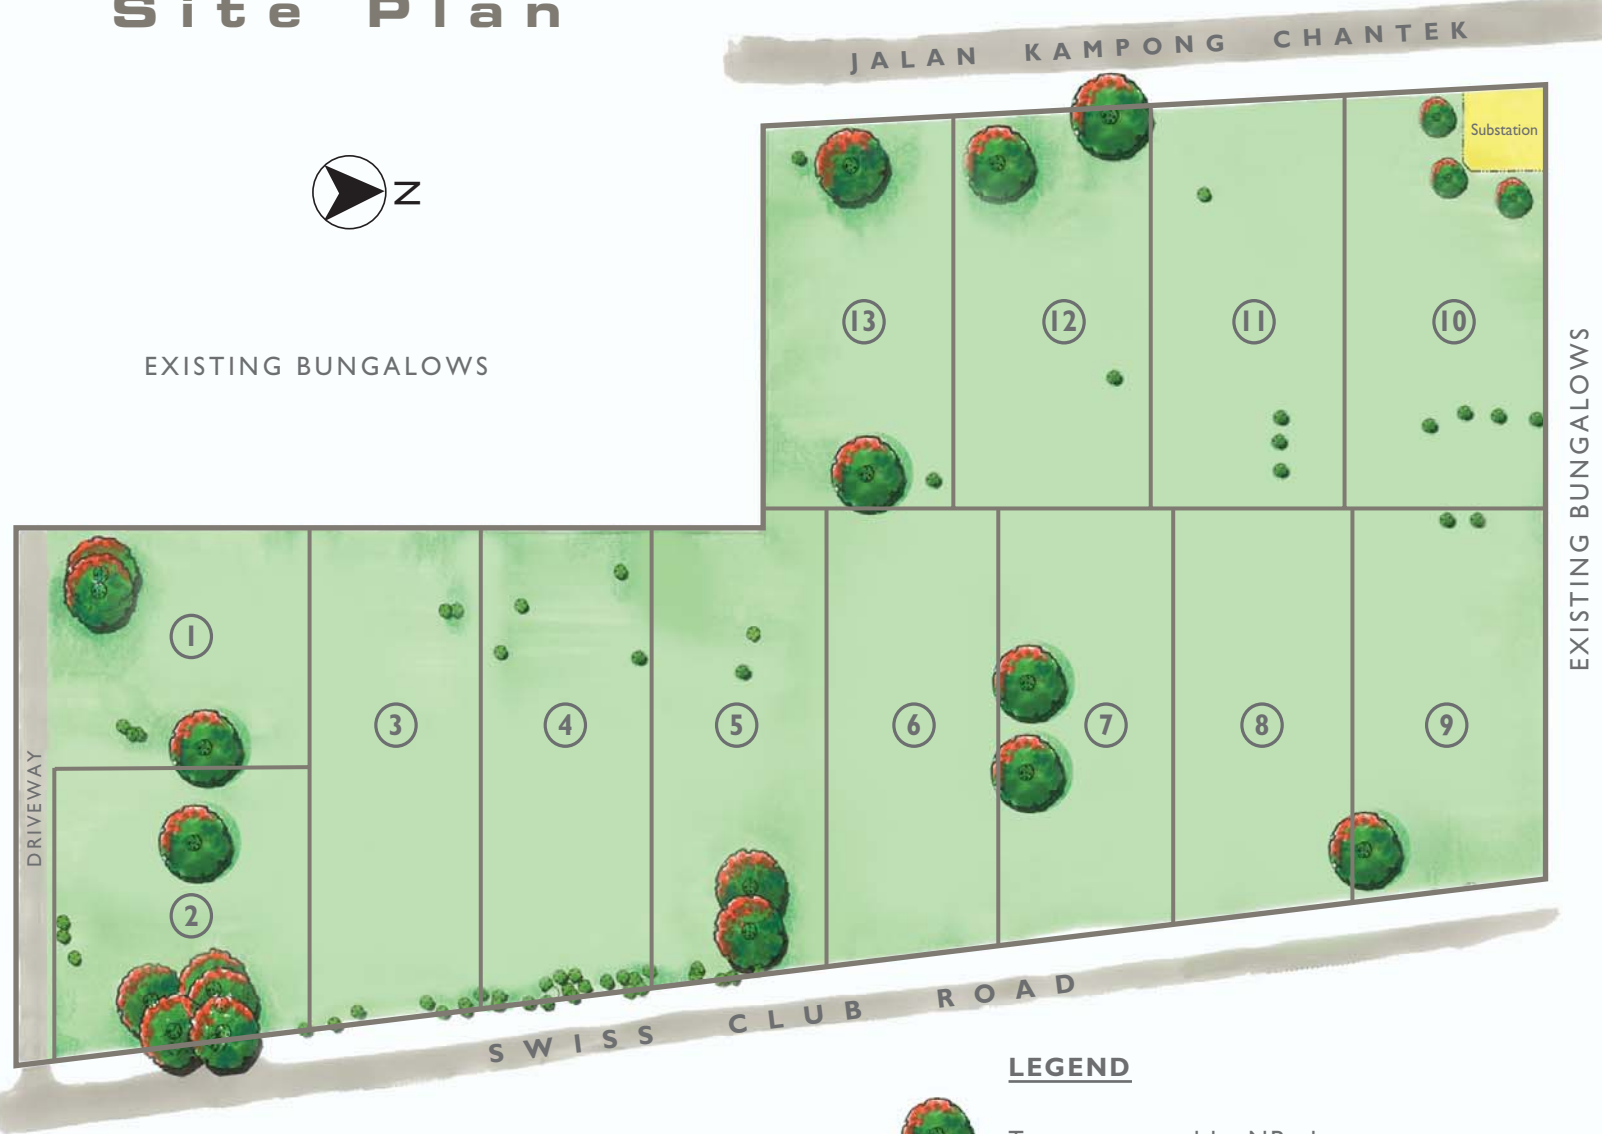 Site Plan
JALAN KAMPONG CHANTEK
Substation
N
13
12
11
10
EXISTING BUNGALOWS
EXISTING BUNGALOWS
1
3
4
5
6
7
8
9
DRIVEWAY
2
SWISS CLUB ROAD
LEGEND